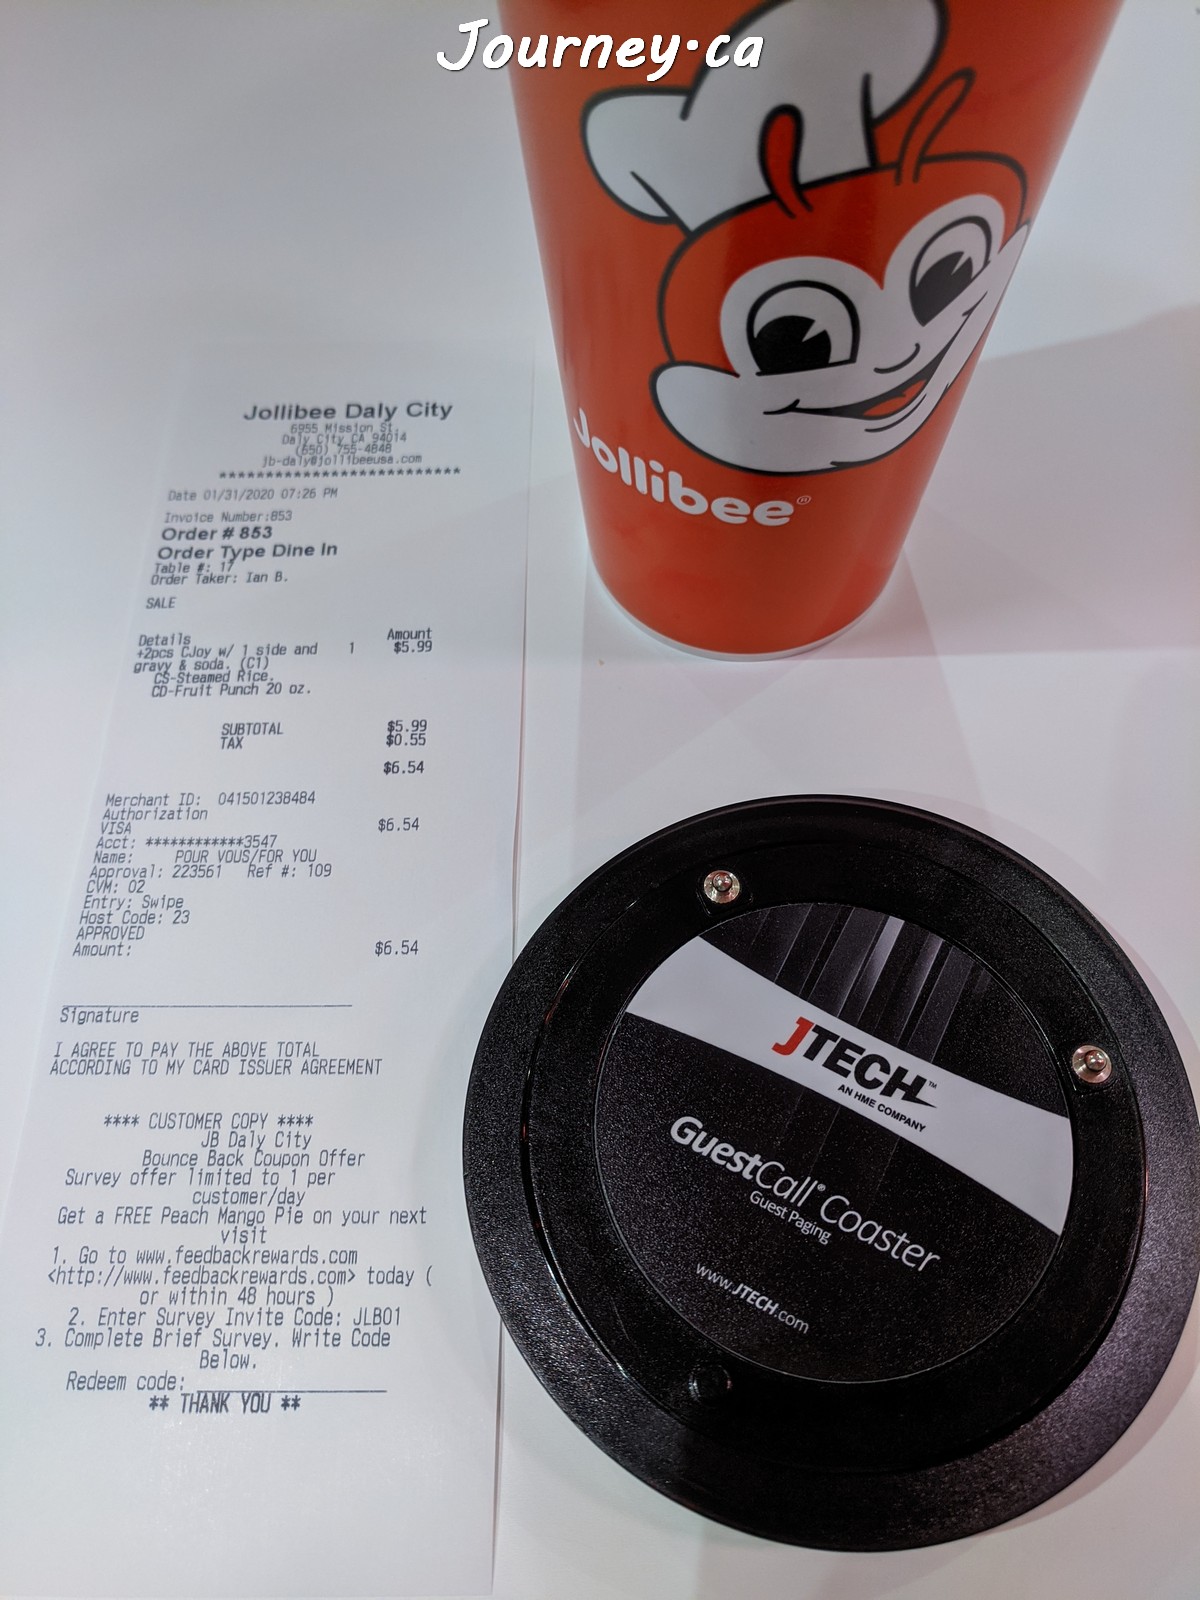 Journey.ca
Jollibee®
Jollibee Daly City
6955 Mission St.
Daly City CA 94014
(650) 755-4848
jb-daly@jollibeeusa.com
*************************
Date 01/31/2020 07:26 PM
Invoice Number:853
Order # 853
Order Type Dine In
Table #: 17
Order Taker: Ian B.
SALE
Details Amount
+2pcs CJoy w/ 1 side and 1 $5.99
gravy & soda. (C1)
CS-Steamed Rice.
CD-Fruit Punch 20 oz.
SUBTOTAL $5.99
TAX $0.55
$6.54
Merchant ID: 041501238484
Authorization
VISA $6.54
Acct: ************3547
Name: POUR VOUS/FOR YOU
Approval: 223561 Ref #: 109
CVM: 02
Entry: Swipe
Host Code: 23
APPROVED
Amount: $6.54
Signature
I AGREE TO PAY THE ABOVE TOTAL
ACCORDING TO MY CARD ISSUER AGREEMENT
**** CUSTOMER COPY ****
JB Daly City
Bounce Back Coupon Offer
Survey offer limited to 1 per
customer/day
Get a FREE Peach Mango Pie on your next
visit
1. Go to www.feedbackrewards.com
<http://www.feedbackrewards.com> today (
or within 48 hours )
2. Enter Survey Invite Code: JLB01
3. Complete Brief Survey. Write Code
Below.
Redeem code: ____________________
** THANK YOU **
JTECH™
AN HME COMPANY
GuestCall® Coaster
Guest Paging
www.JTECH.com